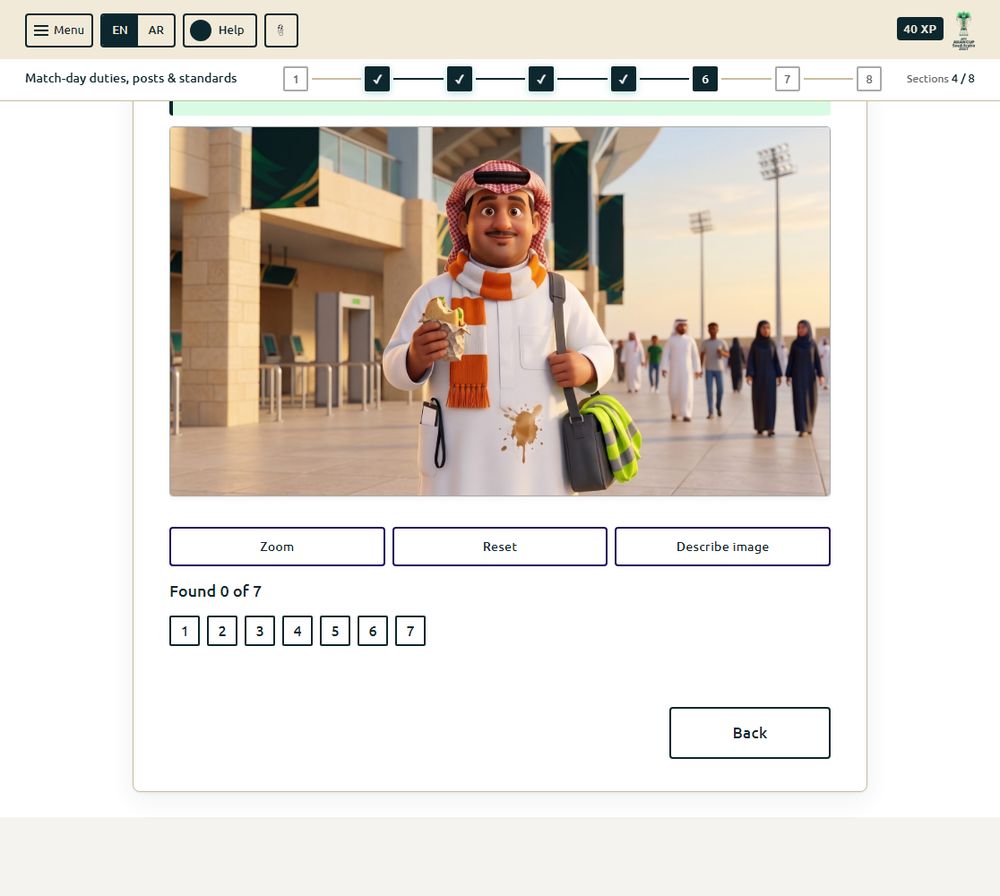 Menu
EN AR
Help
40 XP
Match-day duties, posts & standards
1
6
7
8
Sections 4 / 8
Zoom
Reset
Describe image
Found 0 of 7
1 2 3 4 5 6 7
Back